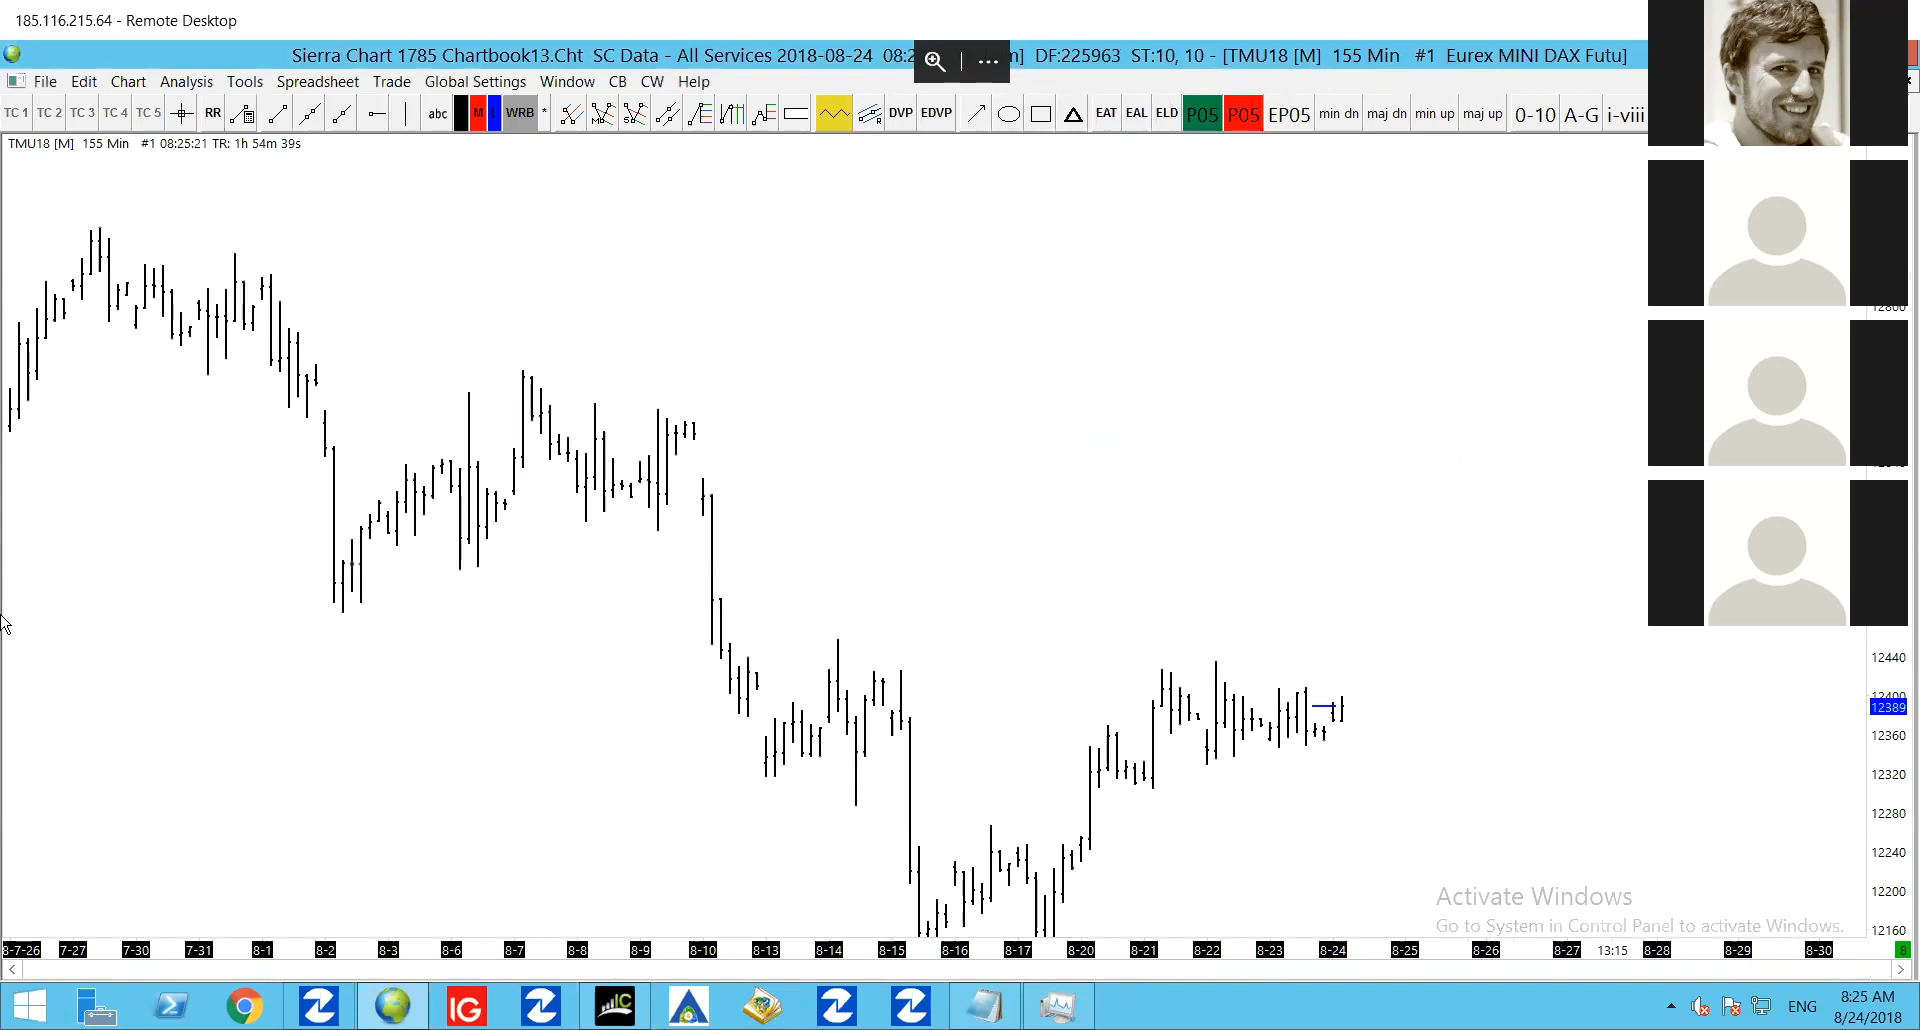 185.116.215.64 - Remote Desktop
Sierra Chart 1785 Chartbook13.Cht SC Data - All Services 2018-08-24 08:2 m] DF:225963 ST:10, 10 - [TMU18 [M] 155 Min #1 Eurex MINI DAX Futu]
File Edit Chart Analysis Tools Spreadsheet Trade Global Settings Window CB CW Help
TC 1 TC 2 TC 3 TC 4 TC 5 RR abc M L WRB * DVP EDVP EAT EAL ELD P05 P05 EP05 min dn maj dn min up maj up 0-10 A-G i-viii
TMU18 [M] 155 Min #1 08:25:21 TR: 1h 54m 39s
12800
12440
12400
12389
12360
12320
12280
12240
12200
12160
Activate Windows
Go to System in Control Panel to activate Windows.
8-7-26 7-27 7-30 7-31 8-1 8-2 8-3 8-6 8-7 8-8 8-9 8-10 8-13 8-14 8-15 8-16 8-17 8-20 8-21 8-22 8-23 8-24 8-25 8-26 8-27 13:15 8-28 8-29 8-30 8
IG IC ENG 8:25 AM
8/24/2018